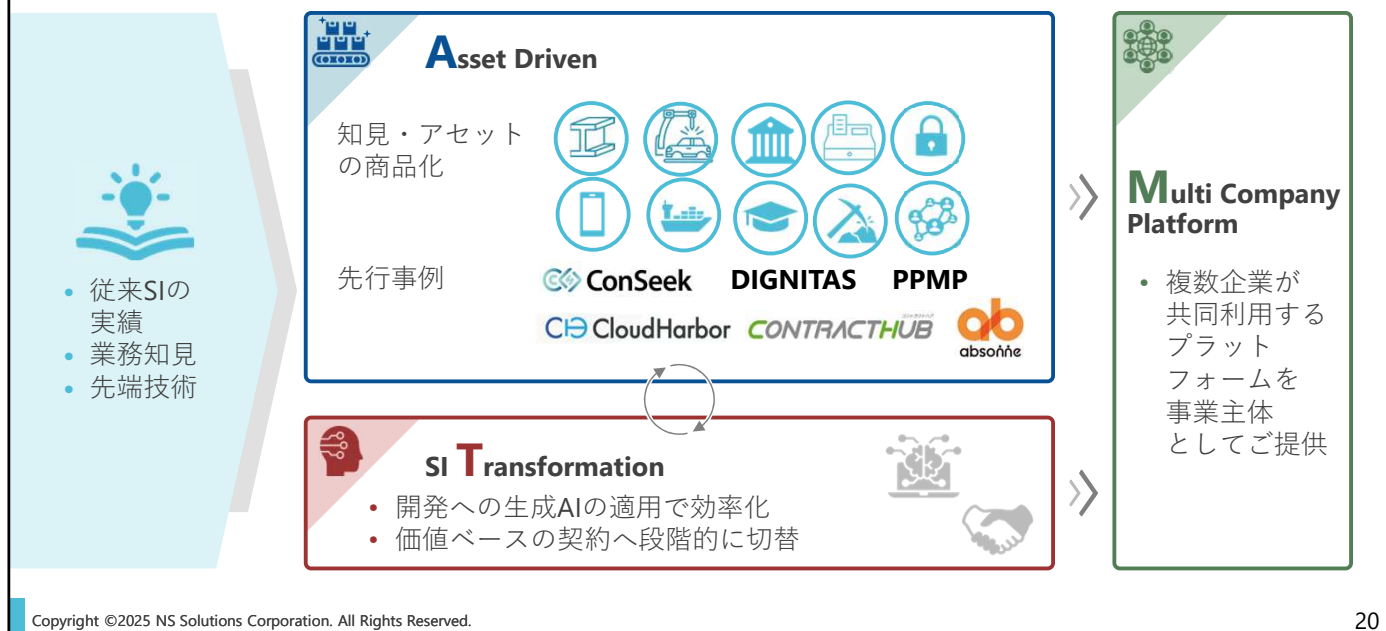 • 従来SIの
実績
• 業務知見
• 先端技術
Asset Driven
知見・アセット
の商品化
先行事例
ConSeek DIGNITAS PPMP
CloudHarbor CONTRACTHUB absonne
SI Transformation
• 開発への生成AIの適用で効率化
• 価値ベースの契約へ段階的に切替
Multi Company
Platform
• 複数企業が
共同利用する
プラット
フォームを
事業主体
としてご提供
Copyright ©2025 NS Solutions Corporation. All Rights Reserved.
20